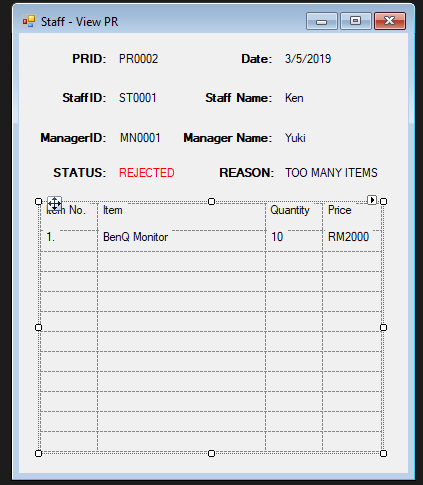 Staff - View PR
PRID: PR0002 Date: 3/5/2019
StaffID: ST0001 Staff Name: Ken
ManagerID: MN0001 Manager Name: Yuki
STATUS: REJECTED REASON: TOO MANY ITEMS
Item No. Item Quantity Price
1. BenQ Monitor 10 RM2000